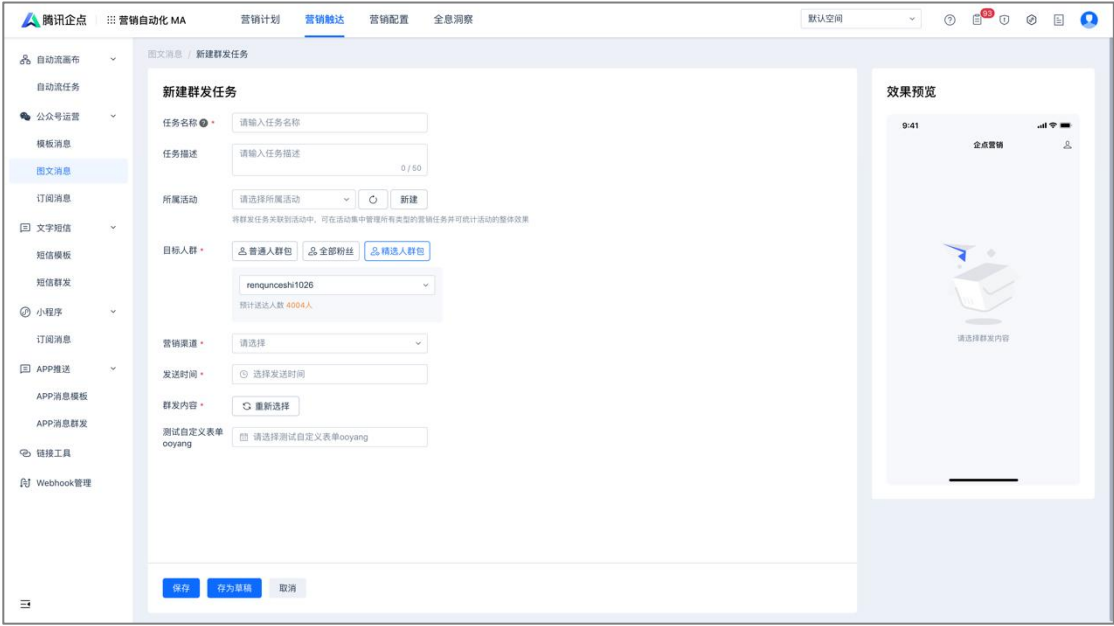 腾讯企点 营销自动化 MA 营销计划 营销触达 营销配置 全息洞察 默认空间 93
自动流画布
自动流任务
公众号运营
模板消息
图文消息
订阅消息
文字短信
短信模板
短信群发
小程序
订阅消息
APP推送
APP消息模板
APP消息群发
链接工具
Webhook管理
图文消息 / 新建群发任务
新建群发任务
任务名称 * 请输入任务名称
任务描述 请输入任务描述
0 / 50
所属活动 请选择所属活动 新建
将群发任务关联到活动中，可在活动集中管理所有类型的营销任务并可统计活动的整体效果
目标人群 * 普通人群包 全部粉丝 精选人群包
renqunceshi1026
预计送达人数 4004人
营销渠道 * 请选择
发送时间 * 选择发送时间
群发内容 * 重新选择
测试自定义表单
ooyang
请选择测试自定义表单ooyang
保存 存为草稿 取消
效果预览
9:41
企点营销
请选择群发内容